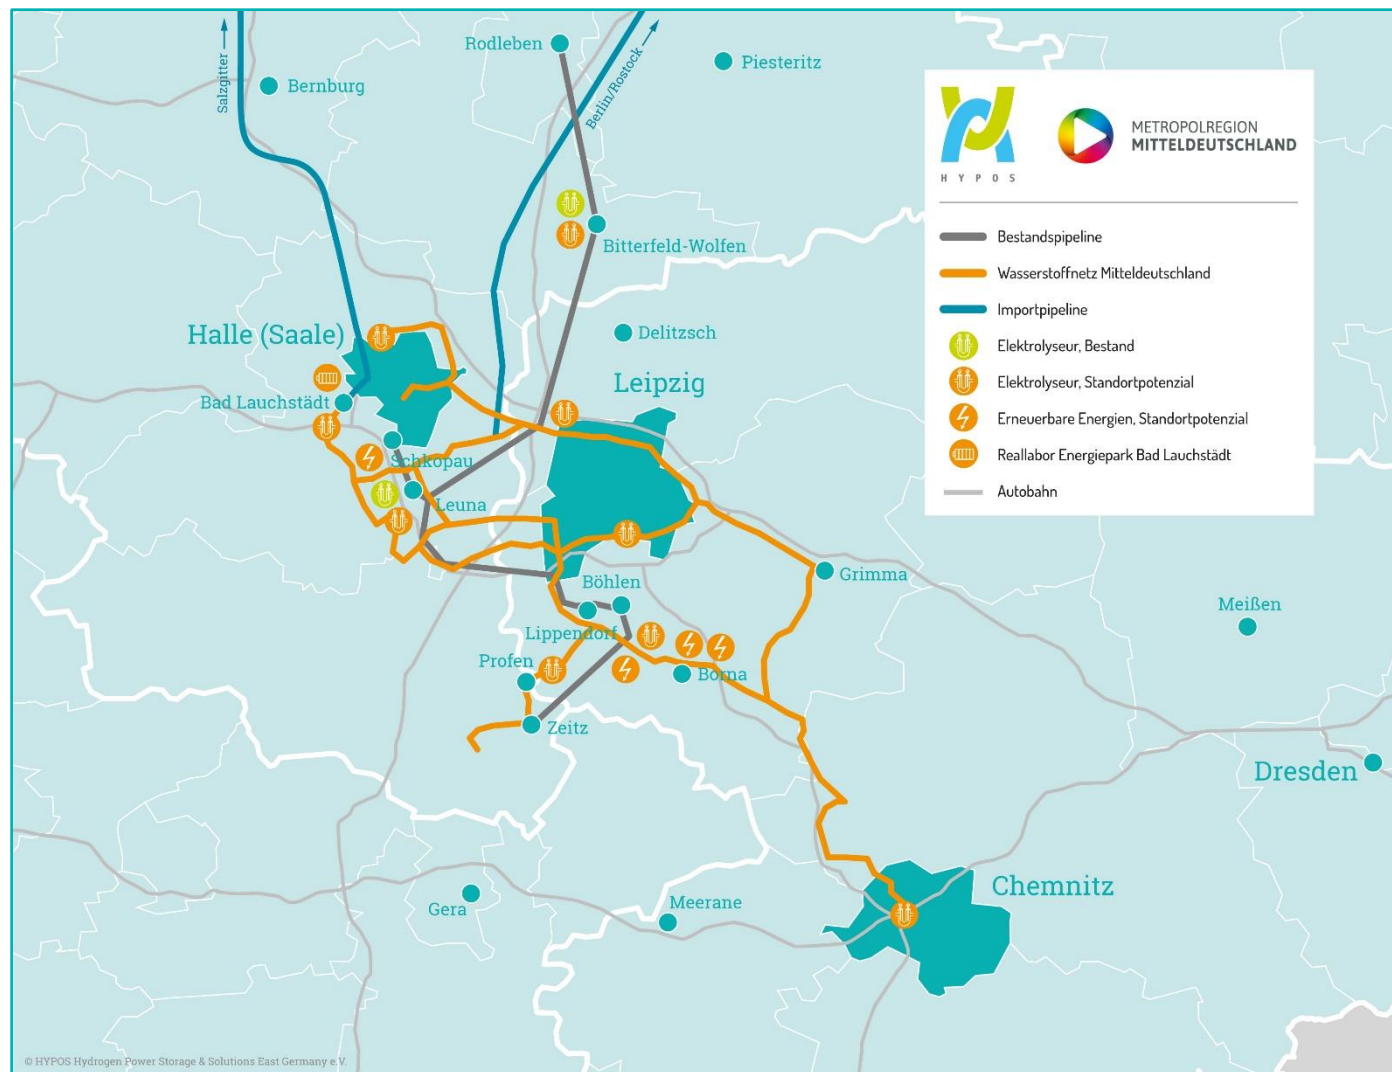 Rodleben
Piesteritz
Salzgitter
Bernburg
Berlin/Rostock
HYPOS
METROPOLREGION
MITTELDEUTSCHLAND
Bestandspipeline
Wasserstoffnetz Mitteldeutschland
Importpipeline
Elektrolyseur, Bestand
Elektrolyseur, Standortpotenzial
Erneuerbare Energien, Standortpotenzial
Reallabor Energiepark Bad Lauchstädt
Autobahn
Bitterfeld-Wolfen
Halle (Saale)
Delitzsch
Leipzig
Bad Lauchstädt
Schkopau
Leuna
Grimma
Böhlen
Meißen
Lippendorf
Profen
Borna
Zeitz
Dresden
Chemnitz
Gera
Meerane
© HYPOS Hydrogen Power Storage & Solutions East Germany e.V.